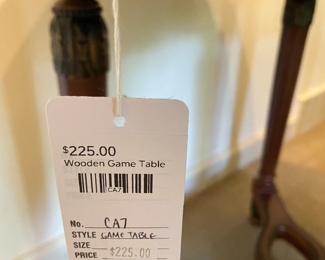 $225.00
Wooden Game Table
CA7
No. CA7
STYLE GAME TABLE
SIZE
PRICE $225.00